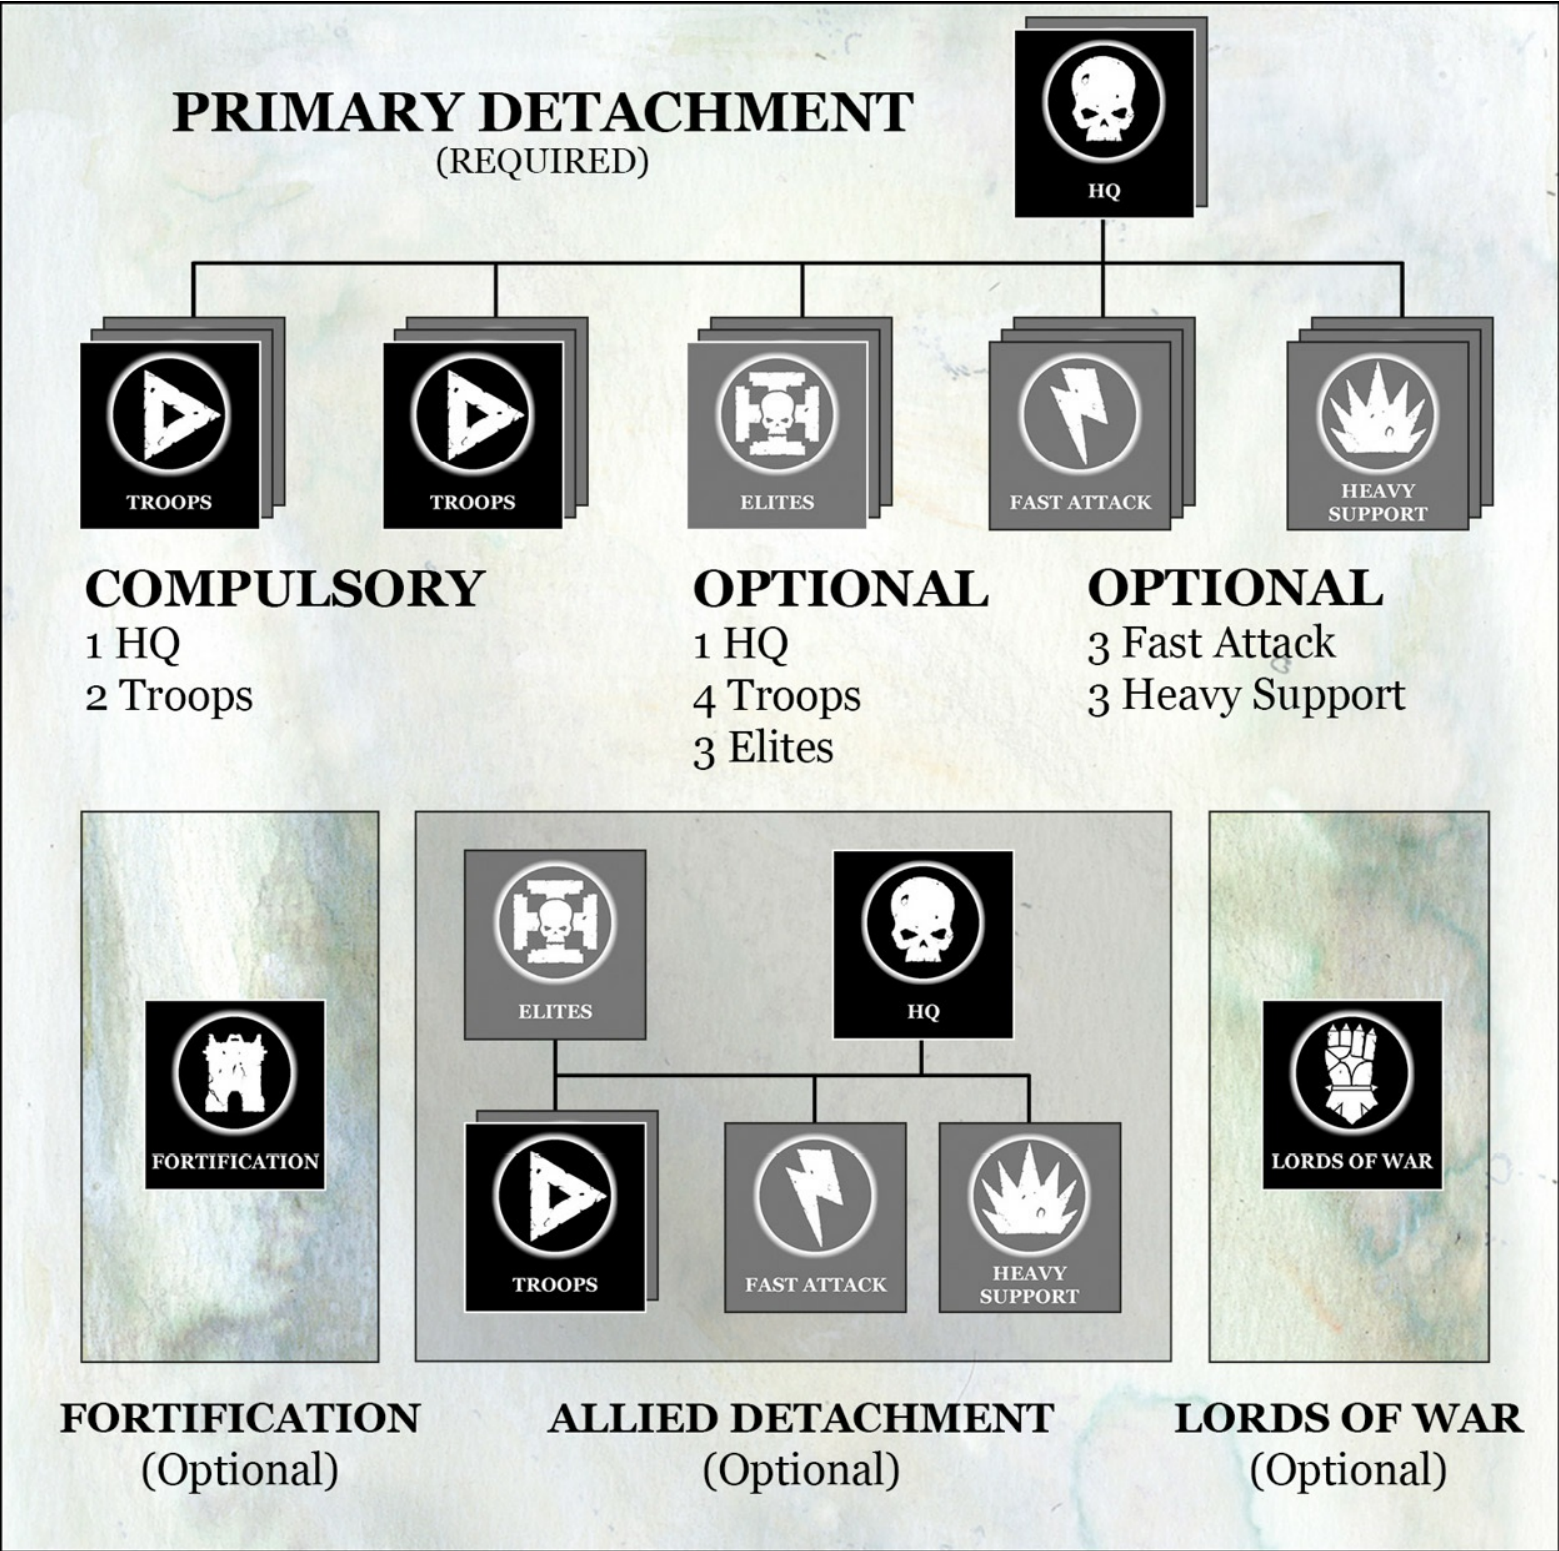 PRIMARY DETACHMENT
(REQUIRED)
HQ
TROOPS
TROOPS
ELITES
FAST ATTACK
HEAVY
SUPPORT
COMPULSORY
1 HQ
2 Troops
OPTIONAL
1 HQ
4 Troops
3 Elites
OPTIONAL
3 Fast Attack
3 Heavy Support
FORTIFICATION
ELITES
HQ
TROOPS
FAST ATTACK
HEAVY
SUPPORT
LORDS OF WAR
FORTIFICATION
(Optional)
ALLIED DETACHMENT
(Optional)
LORDS OF WAR
(Optional)